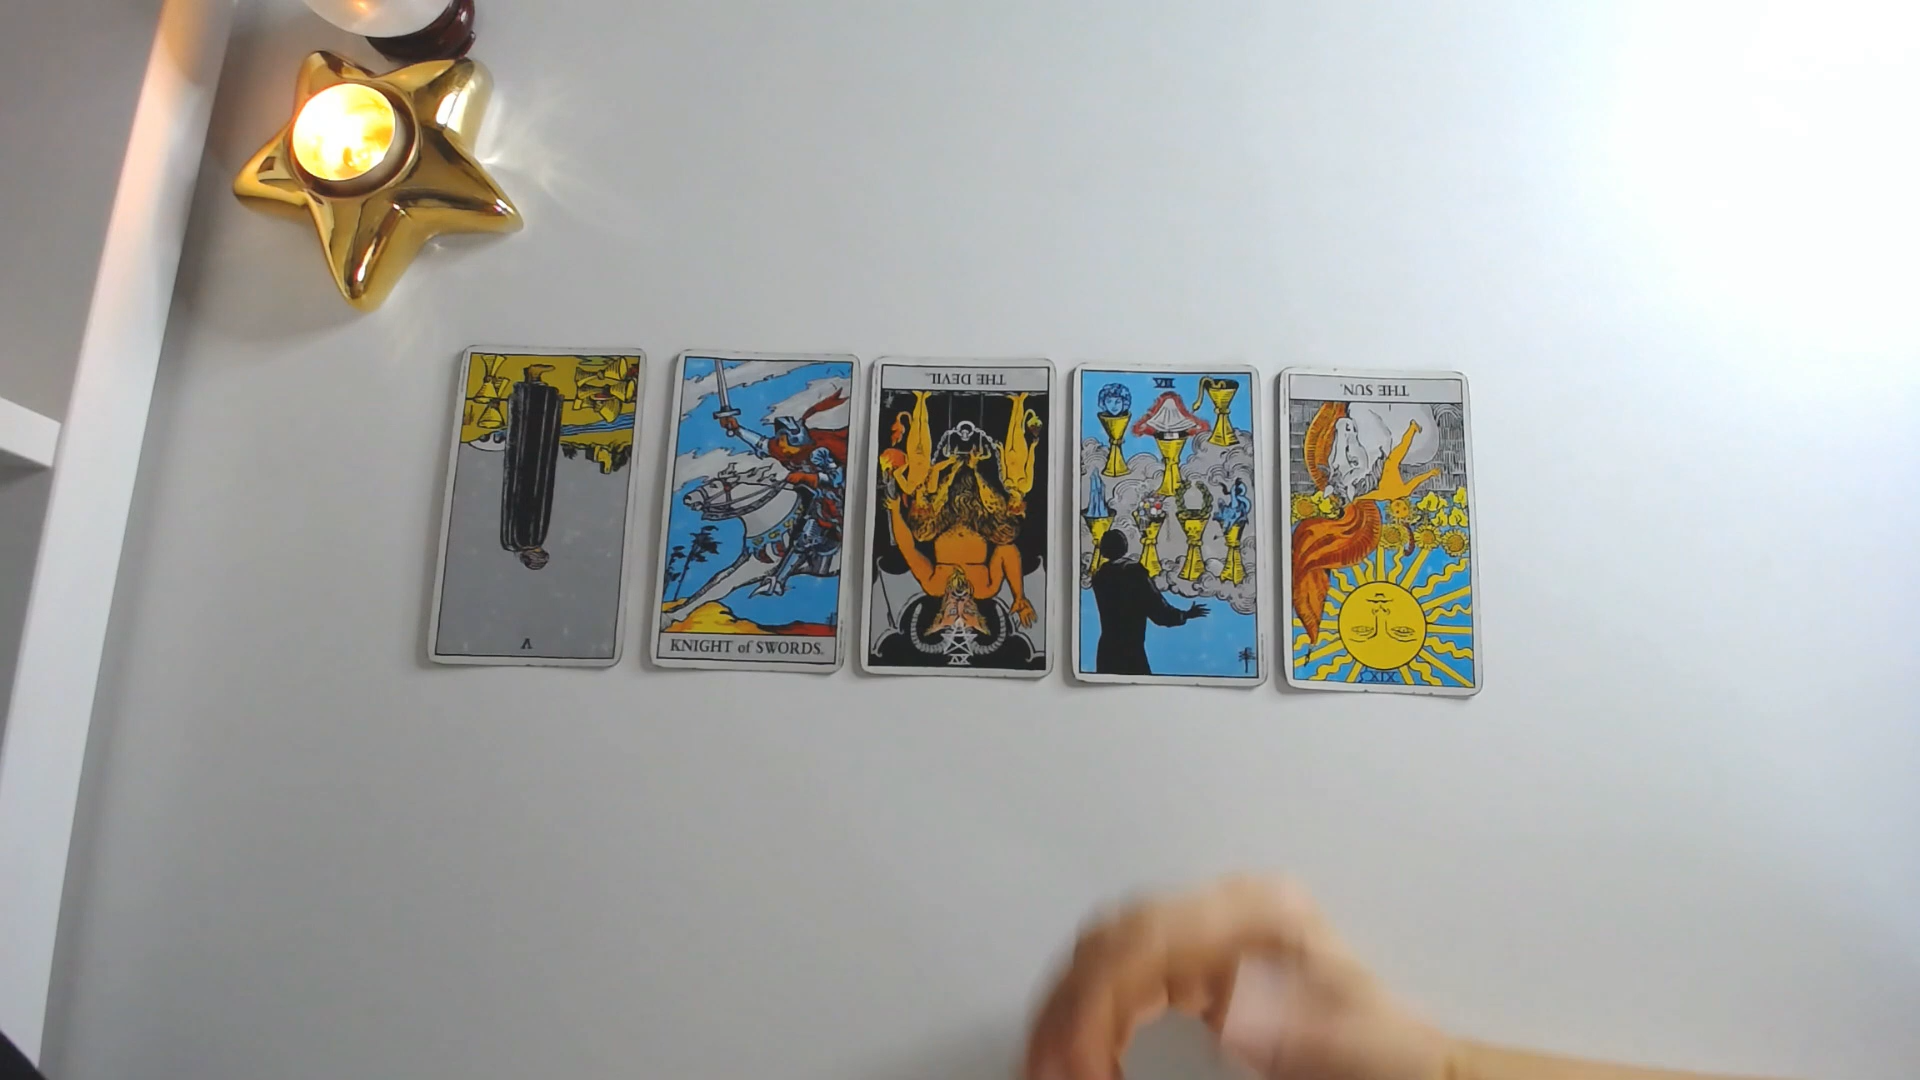 V
KNIGHT of SWORDS.
THE DEVIL.
XV
VII
THE SUN.
XIX